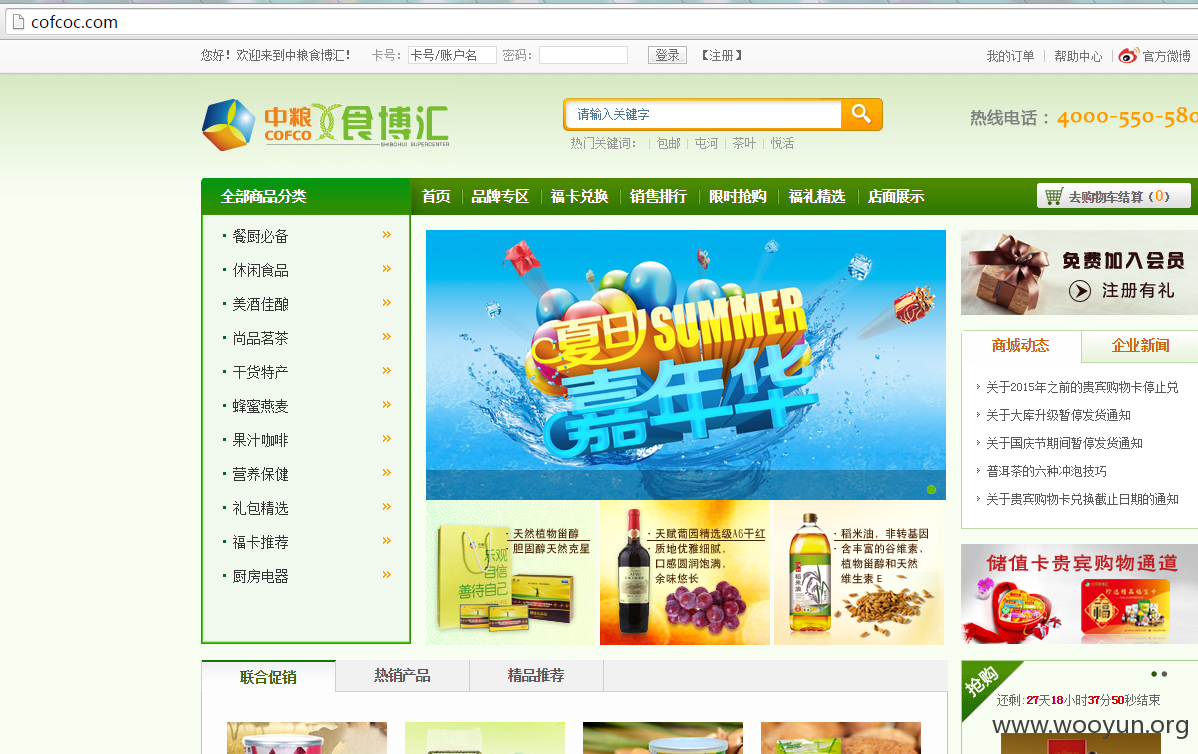 cofcoc.com
您好！欢迎来到中粮食博汇！ 卡号： 卡号/账户名 密码： 登录 【注册】 我的订单 帮助中心 官方微博
中粮 COFCO 食博汇
SHIBOHUI SUPERCENTER
请输入关键字
热门关键词： 包邮 屯河 茶叶 悦活
热线电话： 4000-550-580
全部商品分类 首页 品牌专区 福卡兑换 销售排行 限时抢购 福礼精选 店面展示 去购物车结算（0）
·餐厨必备 »
·休闲食品 »
·美酒佳酿 »
·尚品茗茶 »
·干货特产 »
·蜂蜜燕麦 »
·果汁咖啡 »
·营养保健 »
·礼包精选 »
·福卡推荐 »
·厨房电器 »
夏日 SUMMER
嘉年华
免费加入会员
注册有礼
商城动态 企业新闻
关于2015年之前的贵宾购物卡停止兑
关于大库升级暂停发货通知
关于国庆节期间暂停发货通知
普洱茶的六种冲泡技巧
关于贵宾购物卡兑换截止日期的通知
·天然植物甾醇
胆固醇天然克星
乐观
自信
善待自己
·天赋葡园精选级A6干红
·质地优雅细腻，
口感圆润饱满，
余味悠长
·稻米油，非转基因
·含丰富的谷维素、
植物甾醇和天然
维生素 E
稻米油
储值卡贵宾购物通道
福
联合促销 热销产品 精品推荐
抢购
还剩:27天18小时37分50秒结束
www.wooyun.org